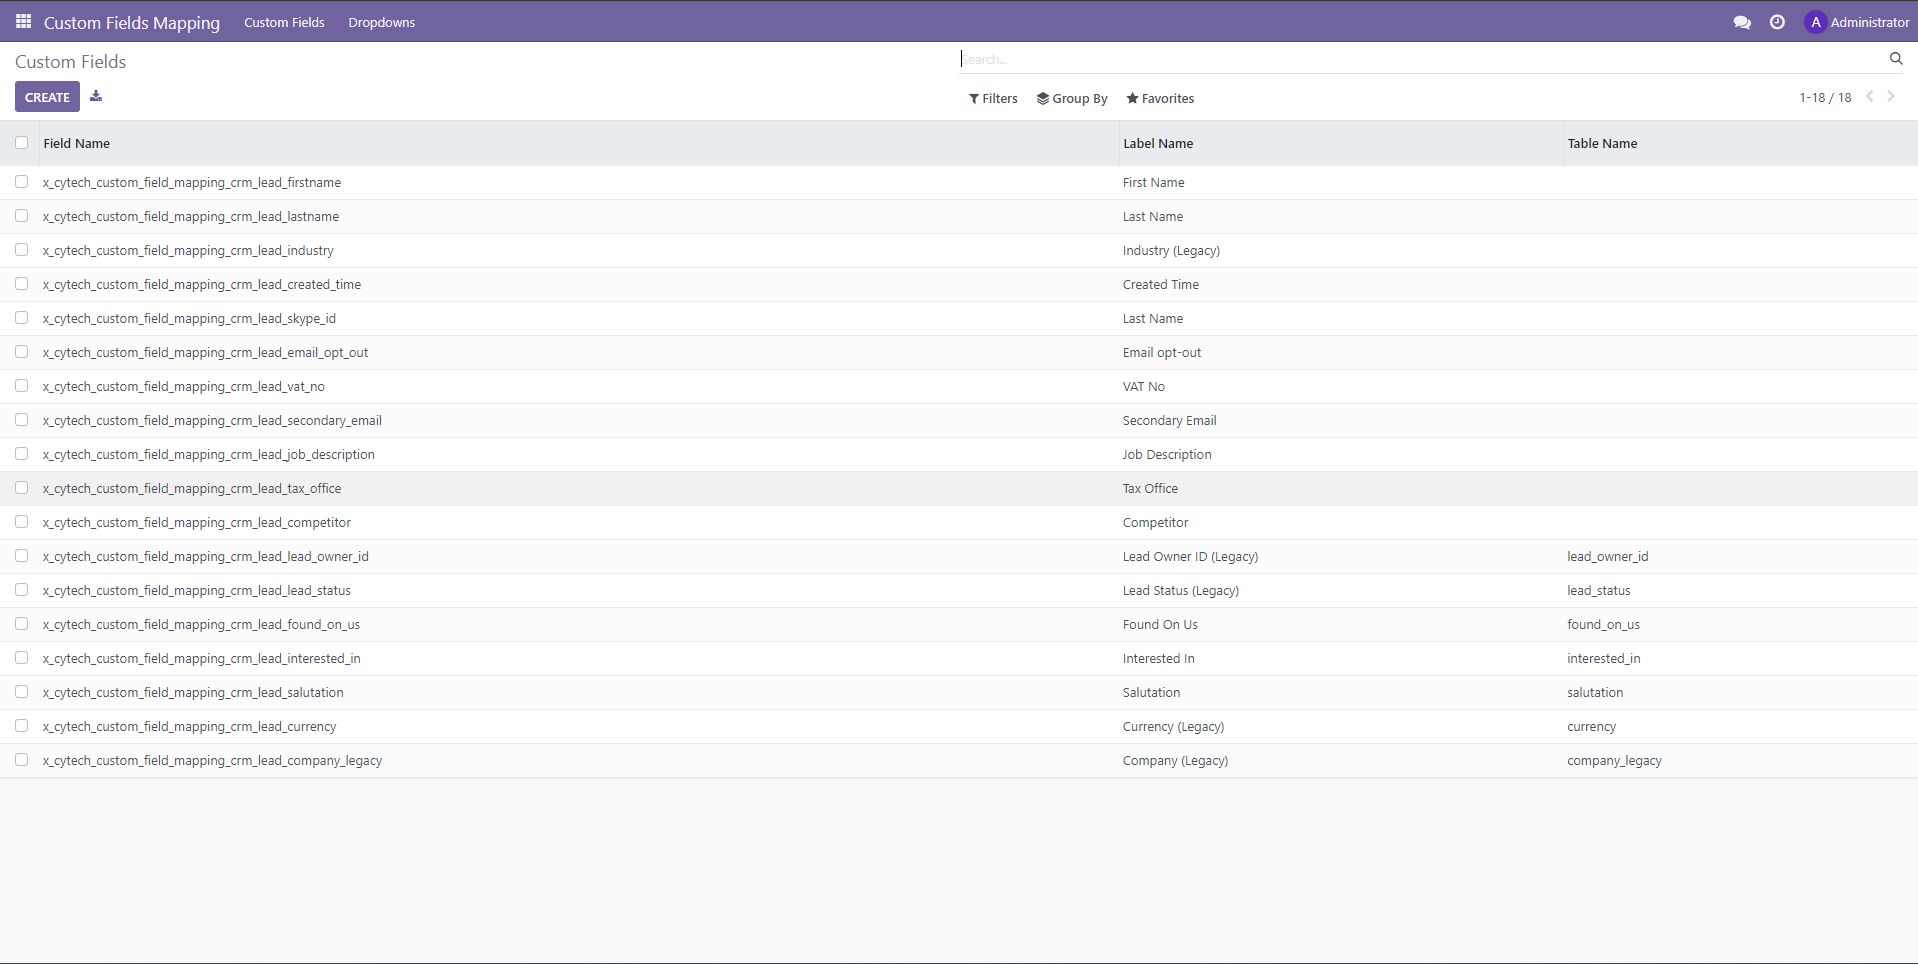 Custom Fields Mapping Custom Fields Dropdowns A Administrator
Custom Fields Search...
CREATE Filters Group By Favorites 1-18 / 18
Field Name Label Name Table Name
x_cytech_custom_field_mapping_crm_lead_firstname First Name
x_cytech_custom_field_mapping_crm_lead_lastname Last Name
x_cytech_custom_field_mapping_crm_lead_industry Industry (Legacy)
x_cytech_custom_field_mapping_crm_lead_created_time Created Time
x_cytech_custom_field_mapping_crm_lead_skype_id Last Name
x_cytech_custom_field_mapping_crm_lead_email_opt_out Email opt-out
x_cytech_custom_field_mapping_crm_lead_vat_no VAT No
x_cytech_custom_field_mapping_crm_lead_secondary_email Secondary Email
x_cytech_custom_field_mapping_crm_lead_job_description Job Description
x_cytech_custom_field_mapping_crm_lead_tax_office Tax Office
x_cytech_custom_field_mapping_crm_lead_competitor Competitor
x_cytech_custom_field_mapping_crm_lead_lead_owner_id Lead Owner ID (Legacy) lead_owner_id
x_cytech_custom_field_mapping_crm_lead_lead_status Lead Status (Legacy) lead_status
x_cytech_custom_field_mapping_crm_lead_found_on_us Found On Us found_on_us
x_cytech_custom_field_mapping_crm_lead_interested_in Interested In interested_in
x_cytech_custom_field_mapping_crm_lead_salutation Salutation salutation
x_cytech_custom_field_mapping_crm_lead_currency Currency (Legacy) currency
x_cytech_custom_field_mapping_crm_lead_company_legacy Company (Legacy) company_legacy